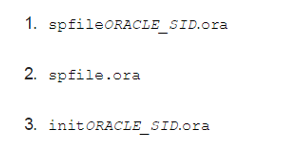 1. spfileORACLE_SID.ora
2. spfile.ora
3. initORACLE_SID.ora